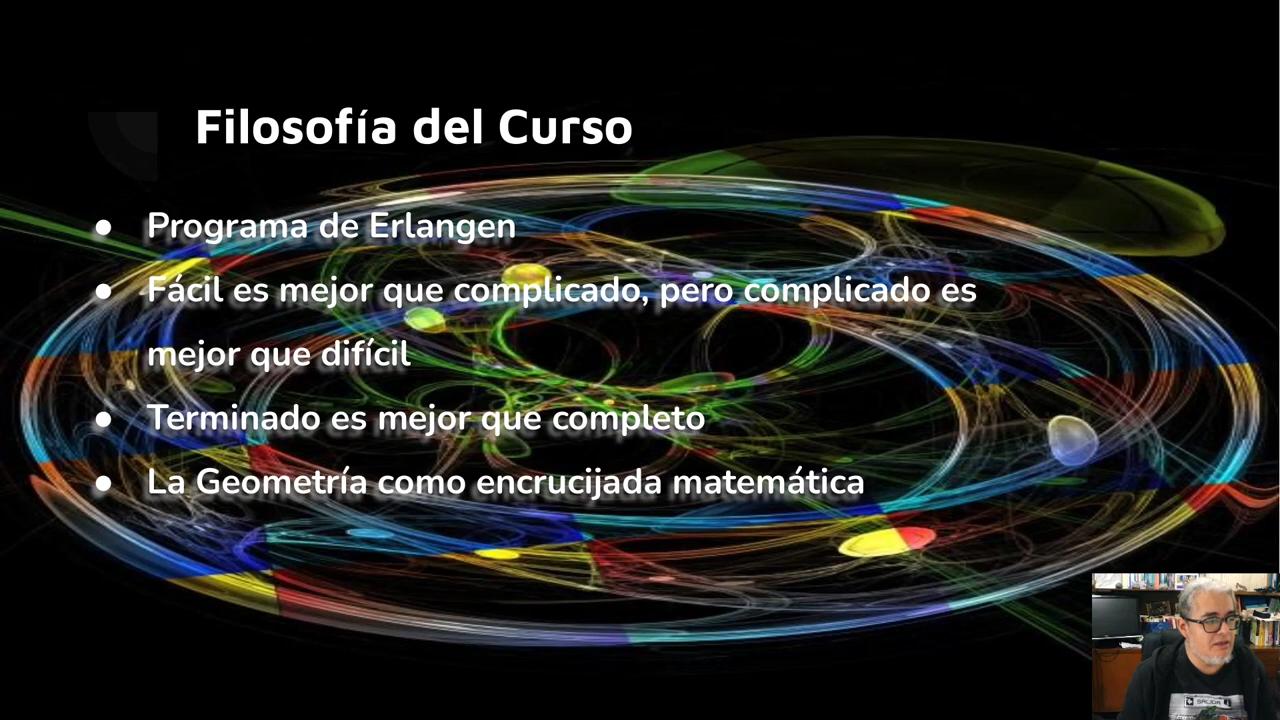 Filosofía del Curso
● Programa de Erlangen
● Fácil es mejor que complicado, pero complicado es
mejor que difícil
● Terminado es mejor que completo
● La Geometría como encrucijada matemática
SALIDA